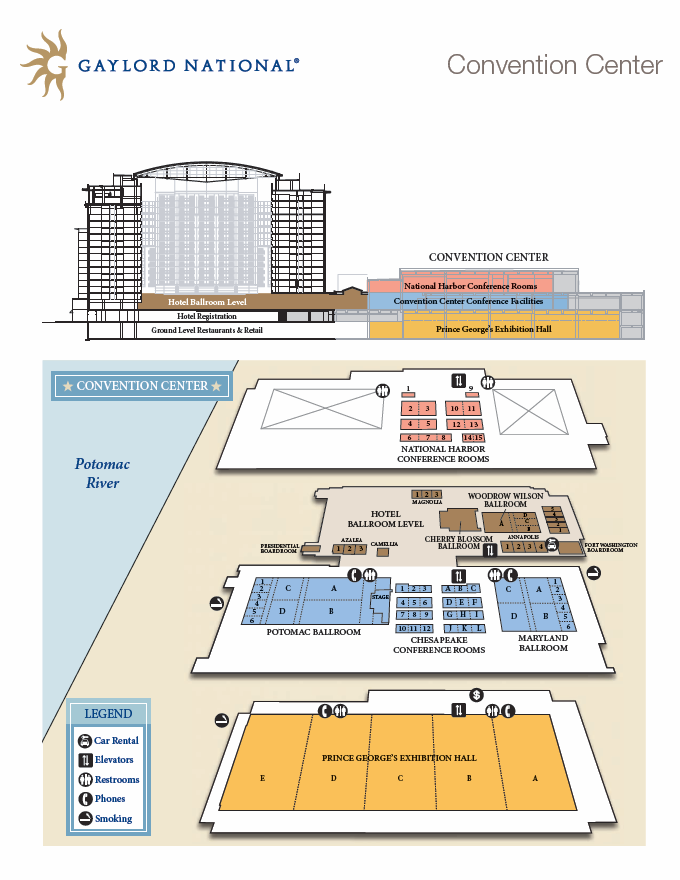 GAYLORD NATIONAL®
Convention Center
CONVENTION CENTER
National Harbor Conference Rooms
Hotel Ballroom Level
Convention Center Conference Facilities
Hotel Registration
Ground Level Restaurants & Retail
Prince George's Exhibition Hall
CONVENTION CENTER
Potomac
River
1 9
2 3 10 11
4 5 12 13
6 7 8 14 15
NATIONAL HARBOR
CONFERENCE ROOMS
1 2 3
MAGNOLIA
HOTEL
BALLROOM LEVEL
WOODROW WILSON
BALLROOM
A
D
C
B
CHERRY BLOSSOM
BALLROOM
ANNAPOLIS
1 2 3 4
PRESIDENTIAL
BOARDROOM
AZALEA
1 2 3
CAMELLIA
FORT WASHINGTON
BOARDROOM
1
2
3
4
5
6
C A
D B
STAGE
POTOMAC BALLROOM
1 2 3 A B C
4 5 6 D E F
7 8 9 G H I
10 11 12 J K L
CHESAPEAKE
CONFERENCE ROOMS
C A
D B
1
2
3
4
5
6
MARYLAND
BALLROOM
$
PRINCE GEORGE'S EXHIBITION HALL
E D C B A
LEGEND
Car Rental
Elevators
Restrooms
Phones
Smoking